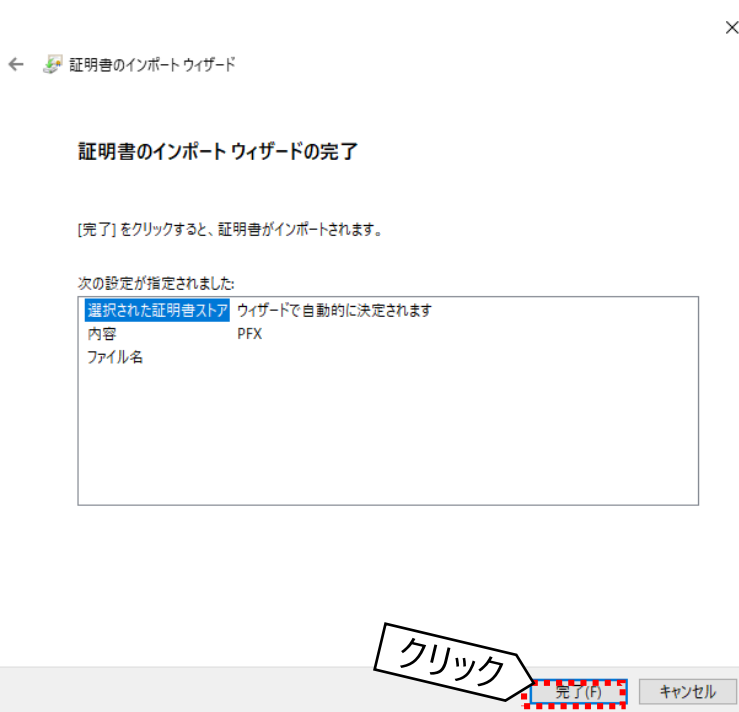 証明書のインポート ウィザード
証明書のインポート ウィザードの完了
[完了] をクリックすると、証明書がインポートされます。
次の設定が指定されました:
選択された証明書ストア ウィザードで自動的に決定されます
内容 PFX
ファイル名
クリック
完了(F) キャンセル